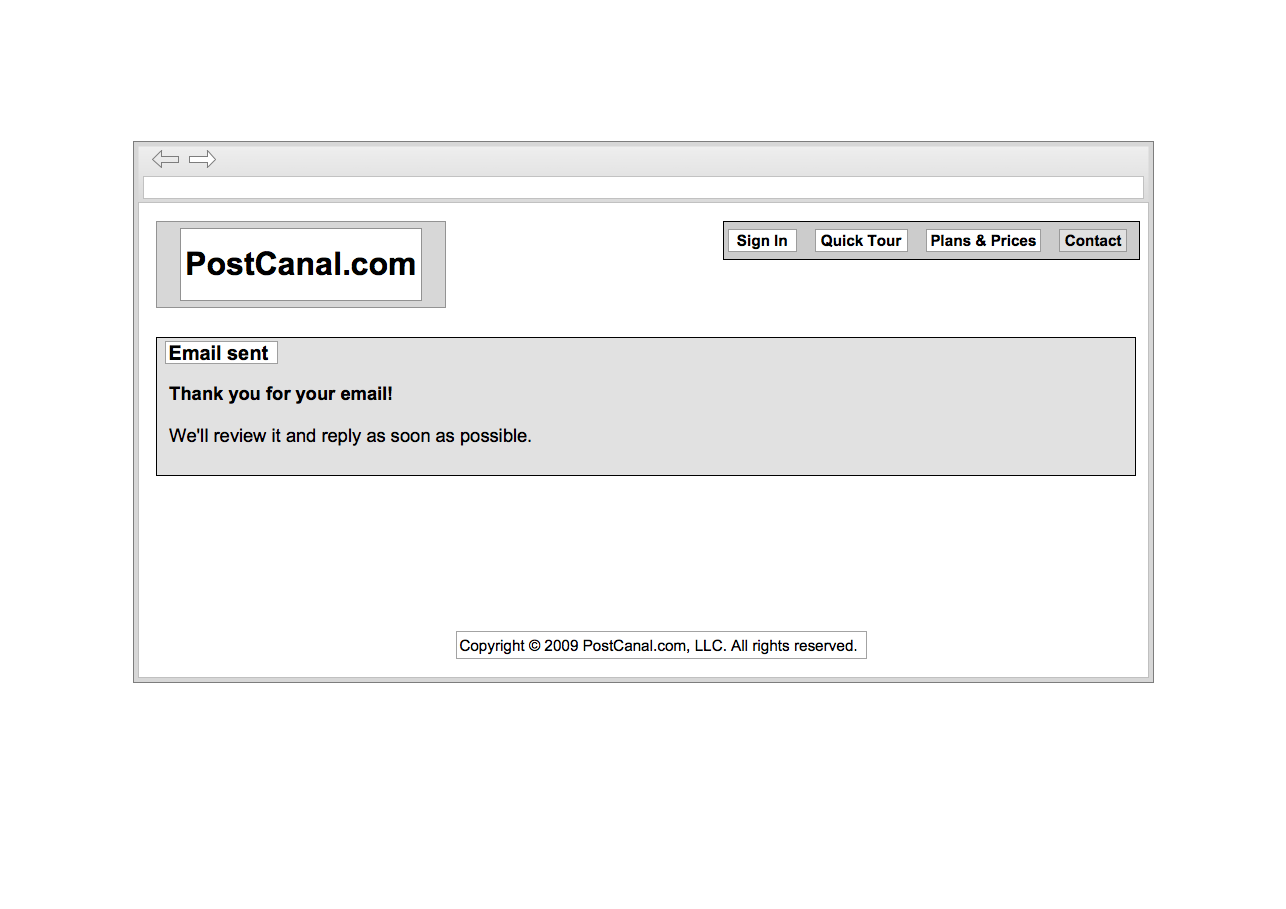 PostCanal.com
Sign In Quick Tour Plans & Prices Contact
Email sent
Thank you for your email!
We'll review it and reply as soon as possible.
Copyright © 2009 PostCanal.com, LLC. All rights reserved.